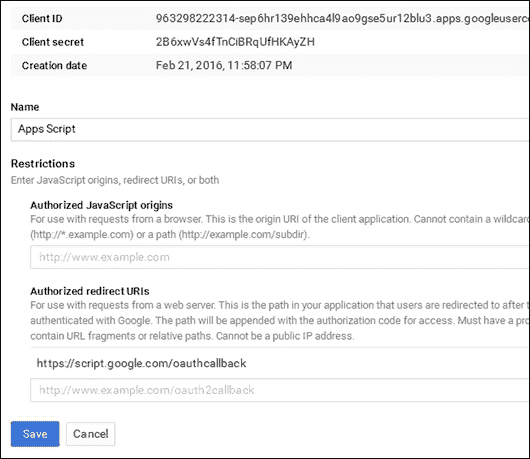 Client ID 963298222314-sep6hr139ehhca4l9ao9gse5ur12blu3.apps.googleuserco
Client secret 2B6xwVs4fTnCiBRqUfHKAyZH
Creation date Feb 21, 2016, 11:58:07 PM
Name
Apps Script
Restrictions
Enter JavaScript origins, redirect URIs, or both
Authorized JavaScript origins
For use with requests from a browser. This is the origin URI of the client application. Cannot contain a wildcard
(http://*.example.com) or a path (http://example.com/subdir).
http://www.example.com
Authorized redirect URIs
For use with requests from a web server. This is the path in your application that users are redirected to after t
authenticated with Google. The path will be appended with the authorization code for access. Must have a pro
contain URL fragments or relative paths. Cannot be a public IP address.
https://script.google.com/oauthcallback
http://www.example.com/oauth2callback
Save Cancel